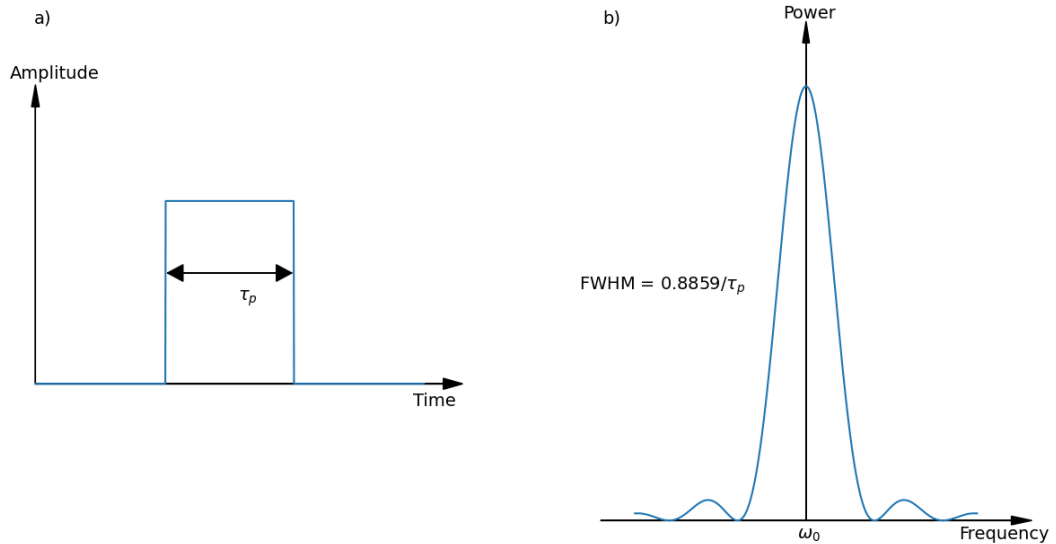 a)
Amplitude
τp
Time
b)
Power
FWHM = 0.8859/τp
ω0
Frequency